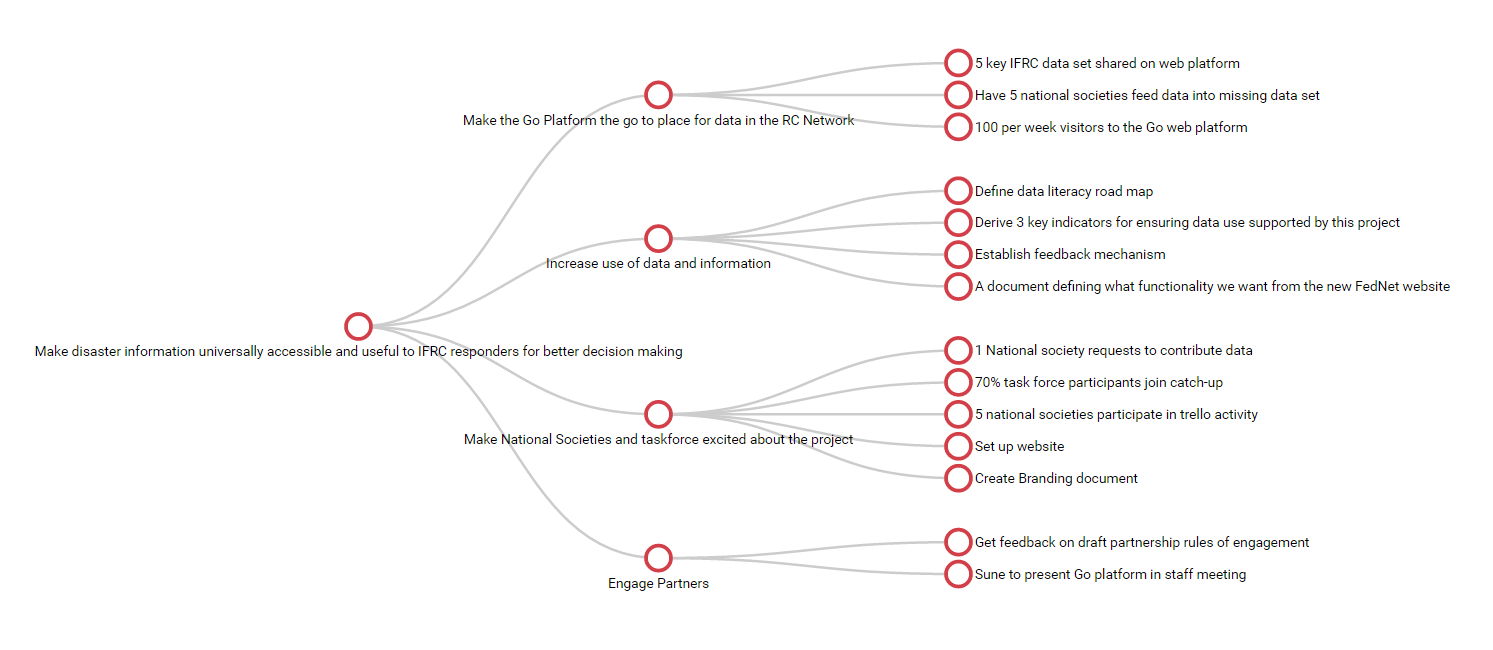 Make disaster information universally accessible and useful to IFRC responders for better decision making
Make the Go Platform the go to place for data in the RC Network
5 key IFRC data set shared on web platform
Have 5 national societies feed data into missing data set
100 per week visitors to the Go web platform
Increase use of data and information
Define data literacy road map
Derive 3 key indicators for ensuring data use supported by this project
Establish feedback mechanism
A document defining what functionality we want from the new FedNet website
Make National Societies and taskforce excited about the project
1 National society requests to contribute data
70% task force participants join catch-up
5 national societies participate in trello activity
Set up website
Create Branding document
Engage Partners
Get feedback on draft partnership rules of engagement
Sune to present Go platform in staff meeting